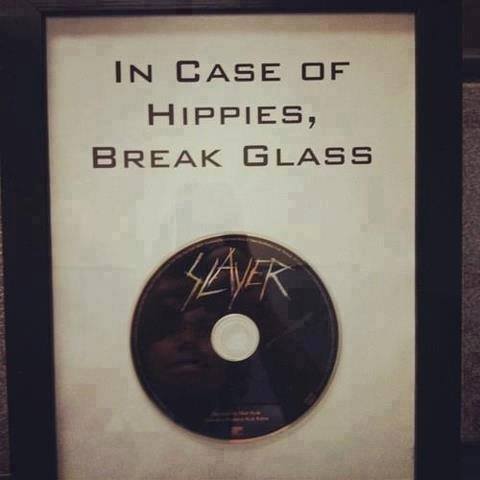 IN CASE OF
HIPPIES,
BREAK GLASS
SLAYER